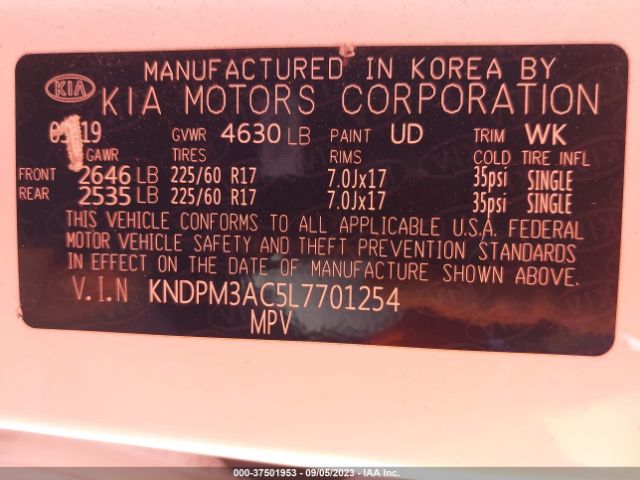 MANUFACTURED IN KOREA BY
KIA KIA MOTORS CORPORATION
19 GVWR 4630 LB PAINT UD TRIM WK
GAWR TIRES RIMS COLD TIRE INFL
FRONT 2646 LB 225/60 R17 7.0Jx17 35psi SINGLE
REAR 2535 LB 225/60 R17 7.0Jx17 35psi SINGLE
THIS VEHICLE CONFORMS TO ALL APPLICABLE U.S.A. FEDERAL
MOTOR VEHICLE SAFETY AND THEFT PREVENTION STANDARDS
IN EFFECT ON THE DATE OF MANUFACTURE SHOWN ABOVE.
V.I.N KNDPM3AC5L7701254
MPV
000-37501953 - 09/05/2023 - Copyright © 2023 IAA, Inc.